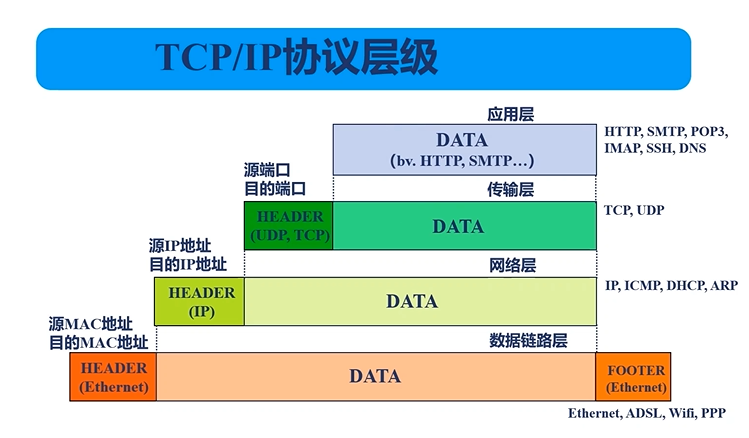 TCP/IP协议层级
应用层
DATA
（bv. HTTP, SMTP…）
HTTP, SMTP, POP3,
IMAP, SSH, DNS
源端口
目的端口
传输层
HEADER
(UDP, TCP)
DATA
TCP, UDP
源IP地址
目的IP地址
网络层
HEADER
(IP)
DATA
IP, ICMP, DHCP, ARP
源MAC地址
目的MAC地址
数据链路层
HEADER
(Ethernet)
DATA
FOOTER
(Ethernet)
Ethernet, ADSL, Wifi, PPP